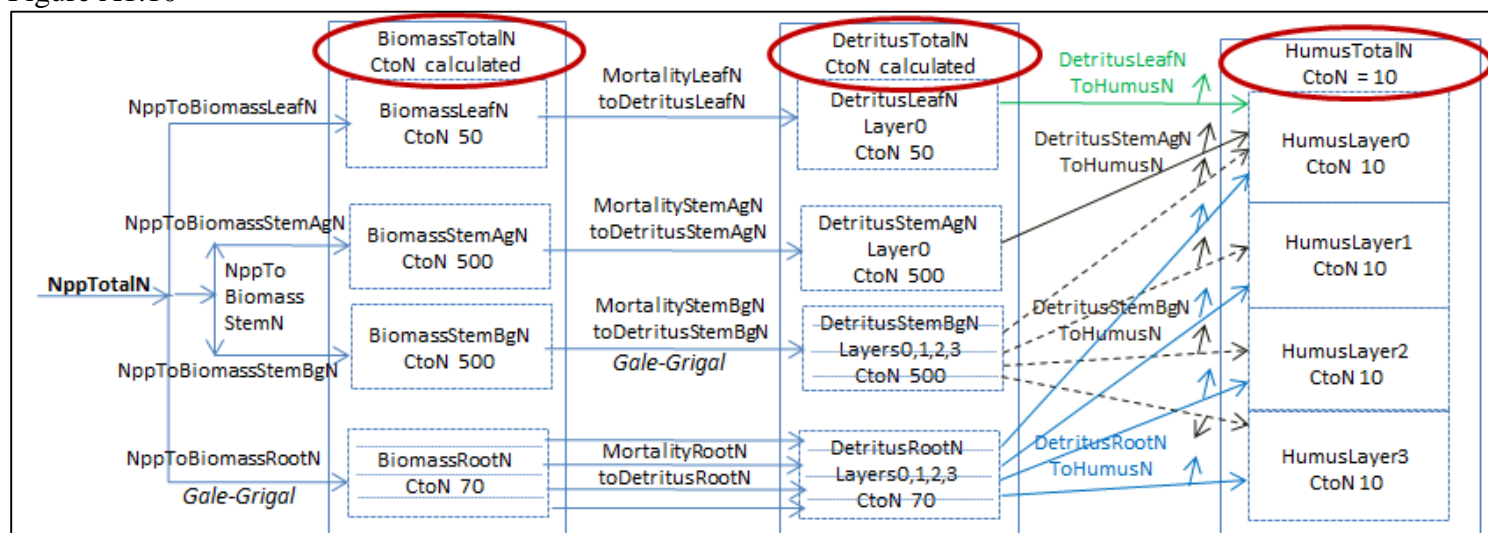 BiomassTotalN
CtoN calculated
DetritusTotalN
CtoN calculated
HumusTotalN
CtoN = 10
NppToBiomassLeafN
BiomassLeafN
CtoN 50
MortalityLeafN
toDetritusLeafN
DetritusLeafN
Layer0
CtoN 50
DetritusLeafN
ToHumusN
HumusLayer0
CtoN 10
NppToBiomassStemAgN
BiomassStemAgN
CtoN 500
MortalityStemAgN
toDetritusStemAgN
DetritusStemAgN
Layer0
CtoN 500
DetritusStemAgN
ToHumusN
HumusLayer1
CtoN 10
NppTotalN
NppTo
Biomass
StemN
NppToBiomassStemBgN
BiomassStemBgN
CtoN 500
MortalityStemBgN
toDetritusStemBgN
Gale-Grigal
DetritusStemBgN
Layers0,1,2,3
CtoN 500
DetritusStemBgN
ToHumusN
HumusLayer2
CtoN 10
NppToBiomassRootN
Gale-Grigal
BiomassRootN
CtoN 70
MortalityRootN
toDetritusRootN
DetritusRootN
Layers0,1,2,3
CtoN 70
DetritusRootN
ToHumusN
HumusLayer3
CtoN 10